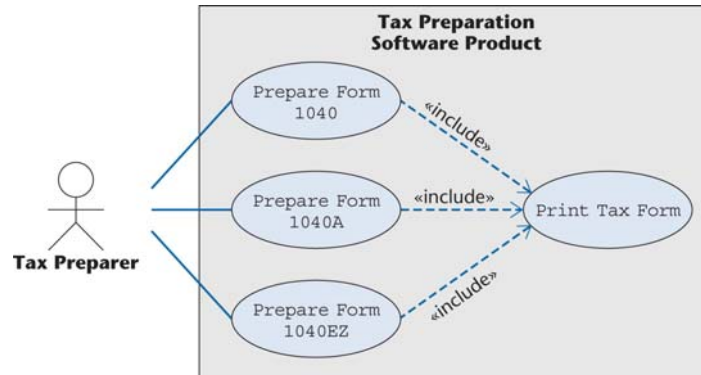 Tax Preparation
Software Product
Prepare Form
1040
«include»
Prepare Form
1040A
«include»
Print Tax Form
Tax Preparer
Prepare Form
1040EZ
«include»